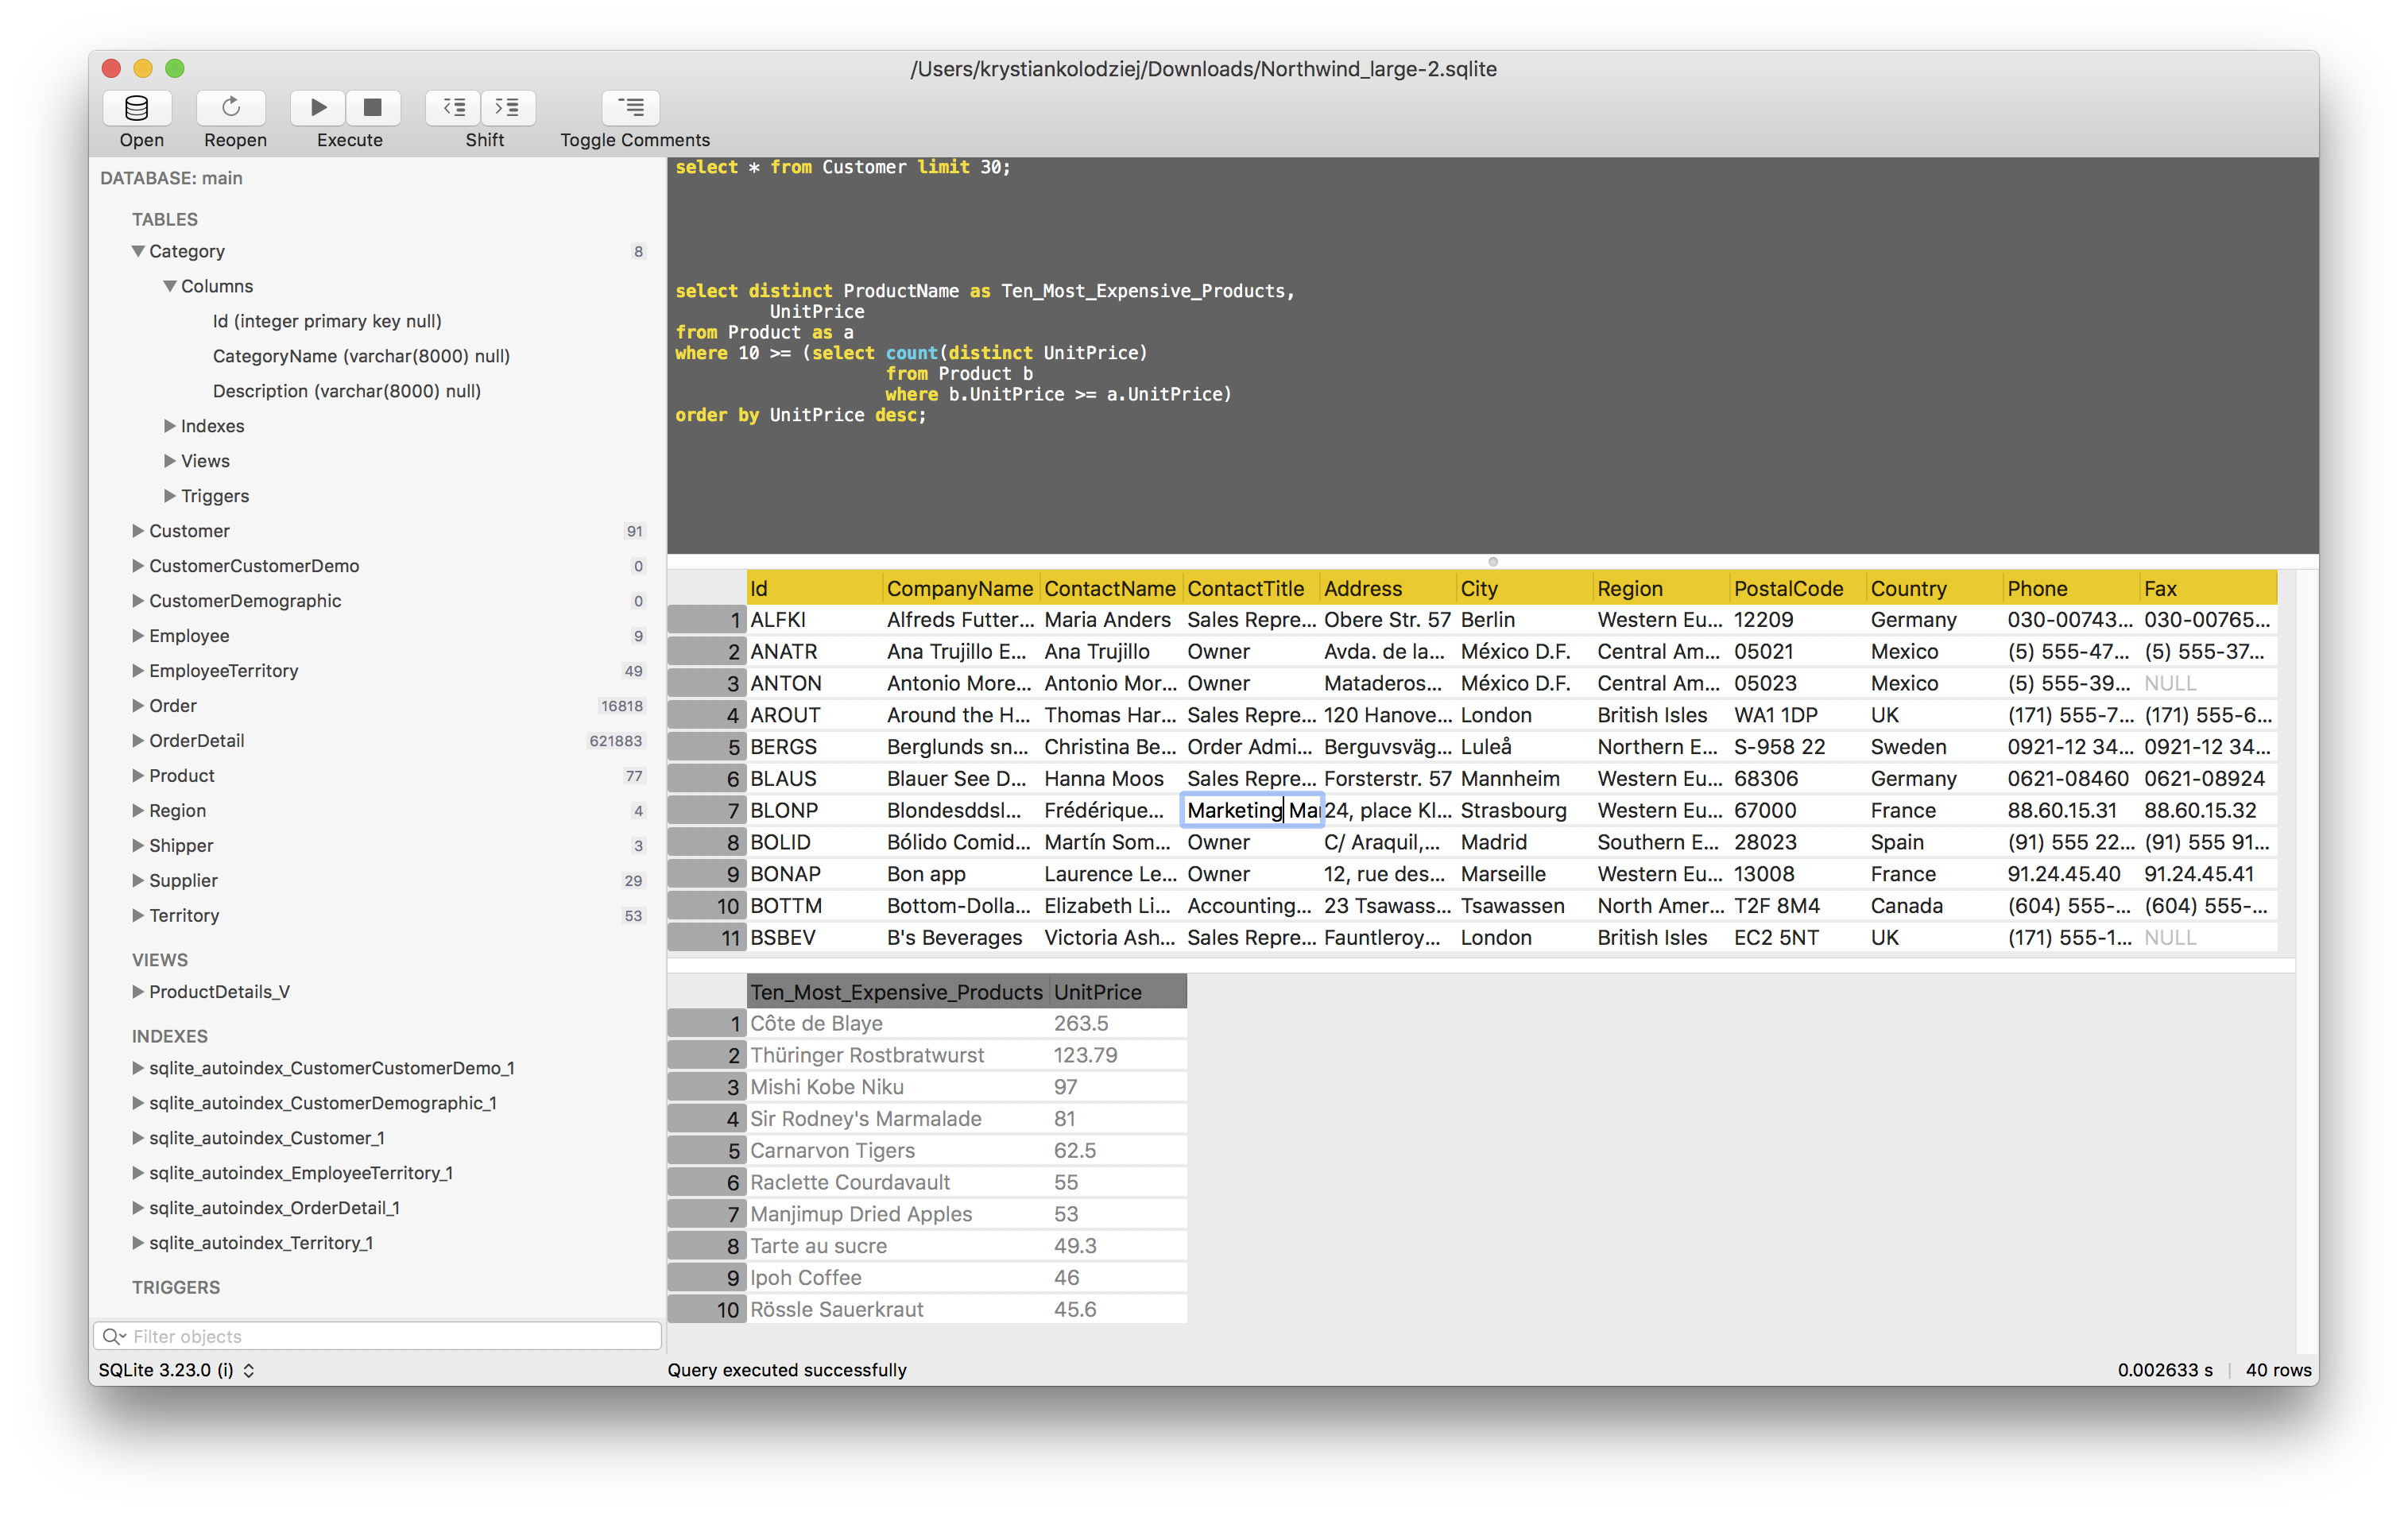 /Users/krystiankolodziej/Downloads/Northwind_large-2.sqlite
Open Reopen Execute Shift Toggle Comments
DATABASE: main
TABLES
Category 8
Columns
Id (integer primary key null)
CategoryName (varchar(8000) null)
Description (varchar(8000) null)
Indexes
Views
Triggers
Customer 91
CustomerCustomerDemo 0
CustomerDemographic 0
Employee 9
EmployeeTerritory 49
Order 16818
OrderDetail 621883
Product 77
Region 4
Shipper 3
Supplier 29
Territory 53
VIEWS
ProductDetails_V
INDEXES
sqlite_autoindex_CustomerCustomerDemo_1
sqlite_autoindex_CustomerDemographic_1
sqlite_autoindex_Customer_1
sqlite_autoindex_EmployeeTerritory_1
sqlite_autoindex_OrderDetail_1
sqlite_autoindex_Territory_1
TRIGGERS
Filter objects
SQLite 3.23.0 (i)
select * from Customer limit 30;
select distinct ProductName as Ten_Most_Expensive_Products,
UnitPrice
from Product as a
where 10 >= (select count(distinct UnitPrice)
from Product b
where b.UnitPrice >= a.UnitPrice)
order by UnitPrice desc;
Id CompanyName ContactName ContactTitle Address City Region PostalCode Country Phone Fax
1 ALFKI Alfreds Futter... Maria Anders Sales Repre... Obere Str. 57 Berlin Western Eu... 12209 Germany 030-00743... 030-00765...
2 ANATR Ana Trujillo E... Ana Trujillo Owner Avda. de la... México D.F. Central Am... 05021 Mexico (5) 555-47... (5) 555-37...
3 ANTON Antonio More... Antonio Mor... Owner Mataderos... México D.F. Central Am... 05023 Mexico (5) 555-39... NULL
4 AROUT Around the H... Thomas Har... Sales Repre... 120 Hanove... London British Isles WA1 1DP UK (171) 555-7... (171) 555-6...
5 BERGS Berglunds sn... Christina Be... Order Admi... Berguvsväg... Luleå Northern E... S-958 22 Sweden 0921-12 34... 0921-12 34...
6 BLAUS Blauer See D... Hanna Moos Sales Repre... Forsterstr. 57 Mannheim Western Eu... 68306 Germany 0621-08460 0621-08924
7 BLONP Blondesddsl... Frédérique... Marketing Ma 24, place Kl... Strasbourg Western Eu... 67000 France 88.60.15.31 88.60.15.32
8 BOLID Bólido Comid... Martín Som... Owner C/ Araquil,... Madrid Southern E... 28023 Spain (91) 555 22... (91) 555 91...
9 BONAP Bon app Laurence Le... Owner 12, rue des... Marseille Western Eu... 13008 France 91.24.45.40 91.24.45.41
10 BOTTM Bottom-Dolla... Elizabeth Li... Accounting... 23 Tsawass... Tsawassen North Amer... T2F 8M4 Canada (604) 555-... (604) 555-...
11 BSBEV B's Beverages Victoria Ash... Sales Repre... Fauntleroy... London British Isles EC2 5NT UK (171) 555-1... NULL
Ten_Most_Expensive_Products UnitPrice
1 Côte de Blaye 263.5
2 Thüringer Rostbratwurst 123.79
3 Mishi Kobe Niku 97
4 Sir Rodney's Marmalade 81
5 Carnarvon Tigers 62.5
6 Raclette Courdavault 55
7 Manjimup Dried Apples 53
8 Tarte au sucre 49.3
9 Ipoh Coffee 46
10 Rössle Sauerkraut 45.6
Query executed successfully 0.002633 s 40 rows